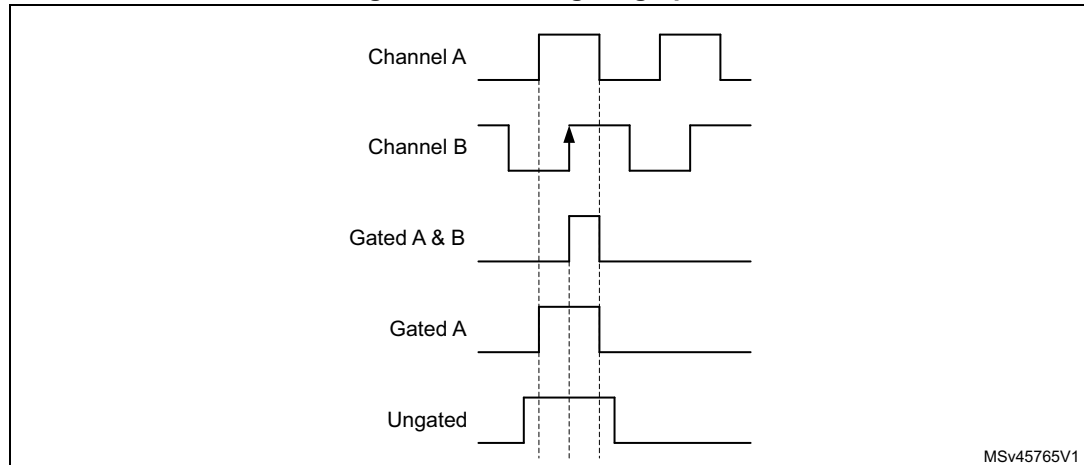 Channel A
Channel B
Gated A & B
Gated A
Ungated
MSv45765V1